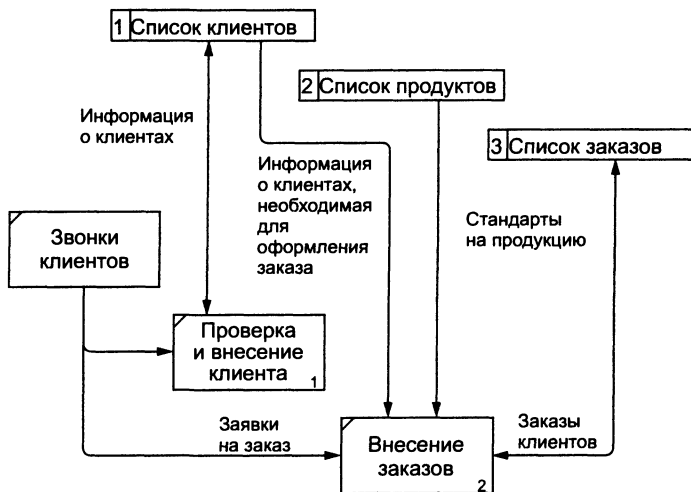 1 Список клиентов
2 Список продуктов
3 Список заказов
Информация
о клиентах
Информация
о клиентах,
необходимая
для
оформления
заказа
Стандарты
на продукцию
Звонки
клиентов
Проверка
и внесение
клиента
1
Заявки
на заказ
Внесение
заказов
2
Заказы
клиентов